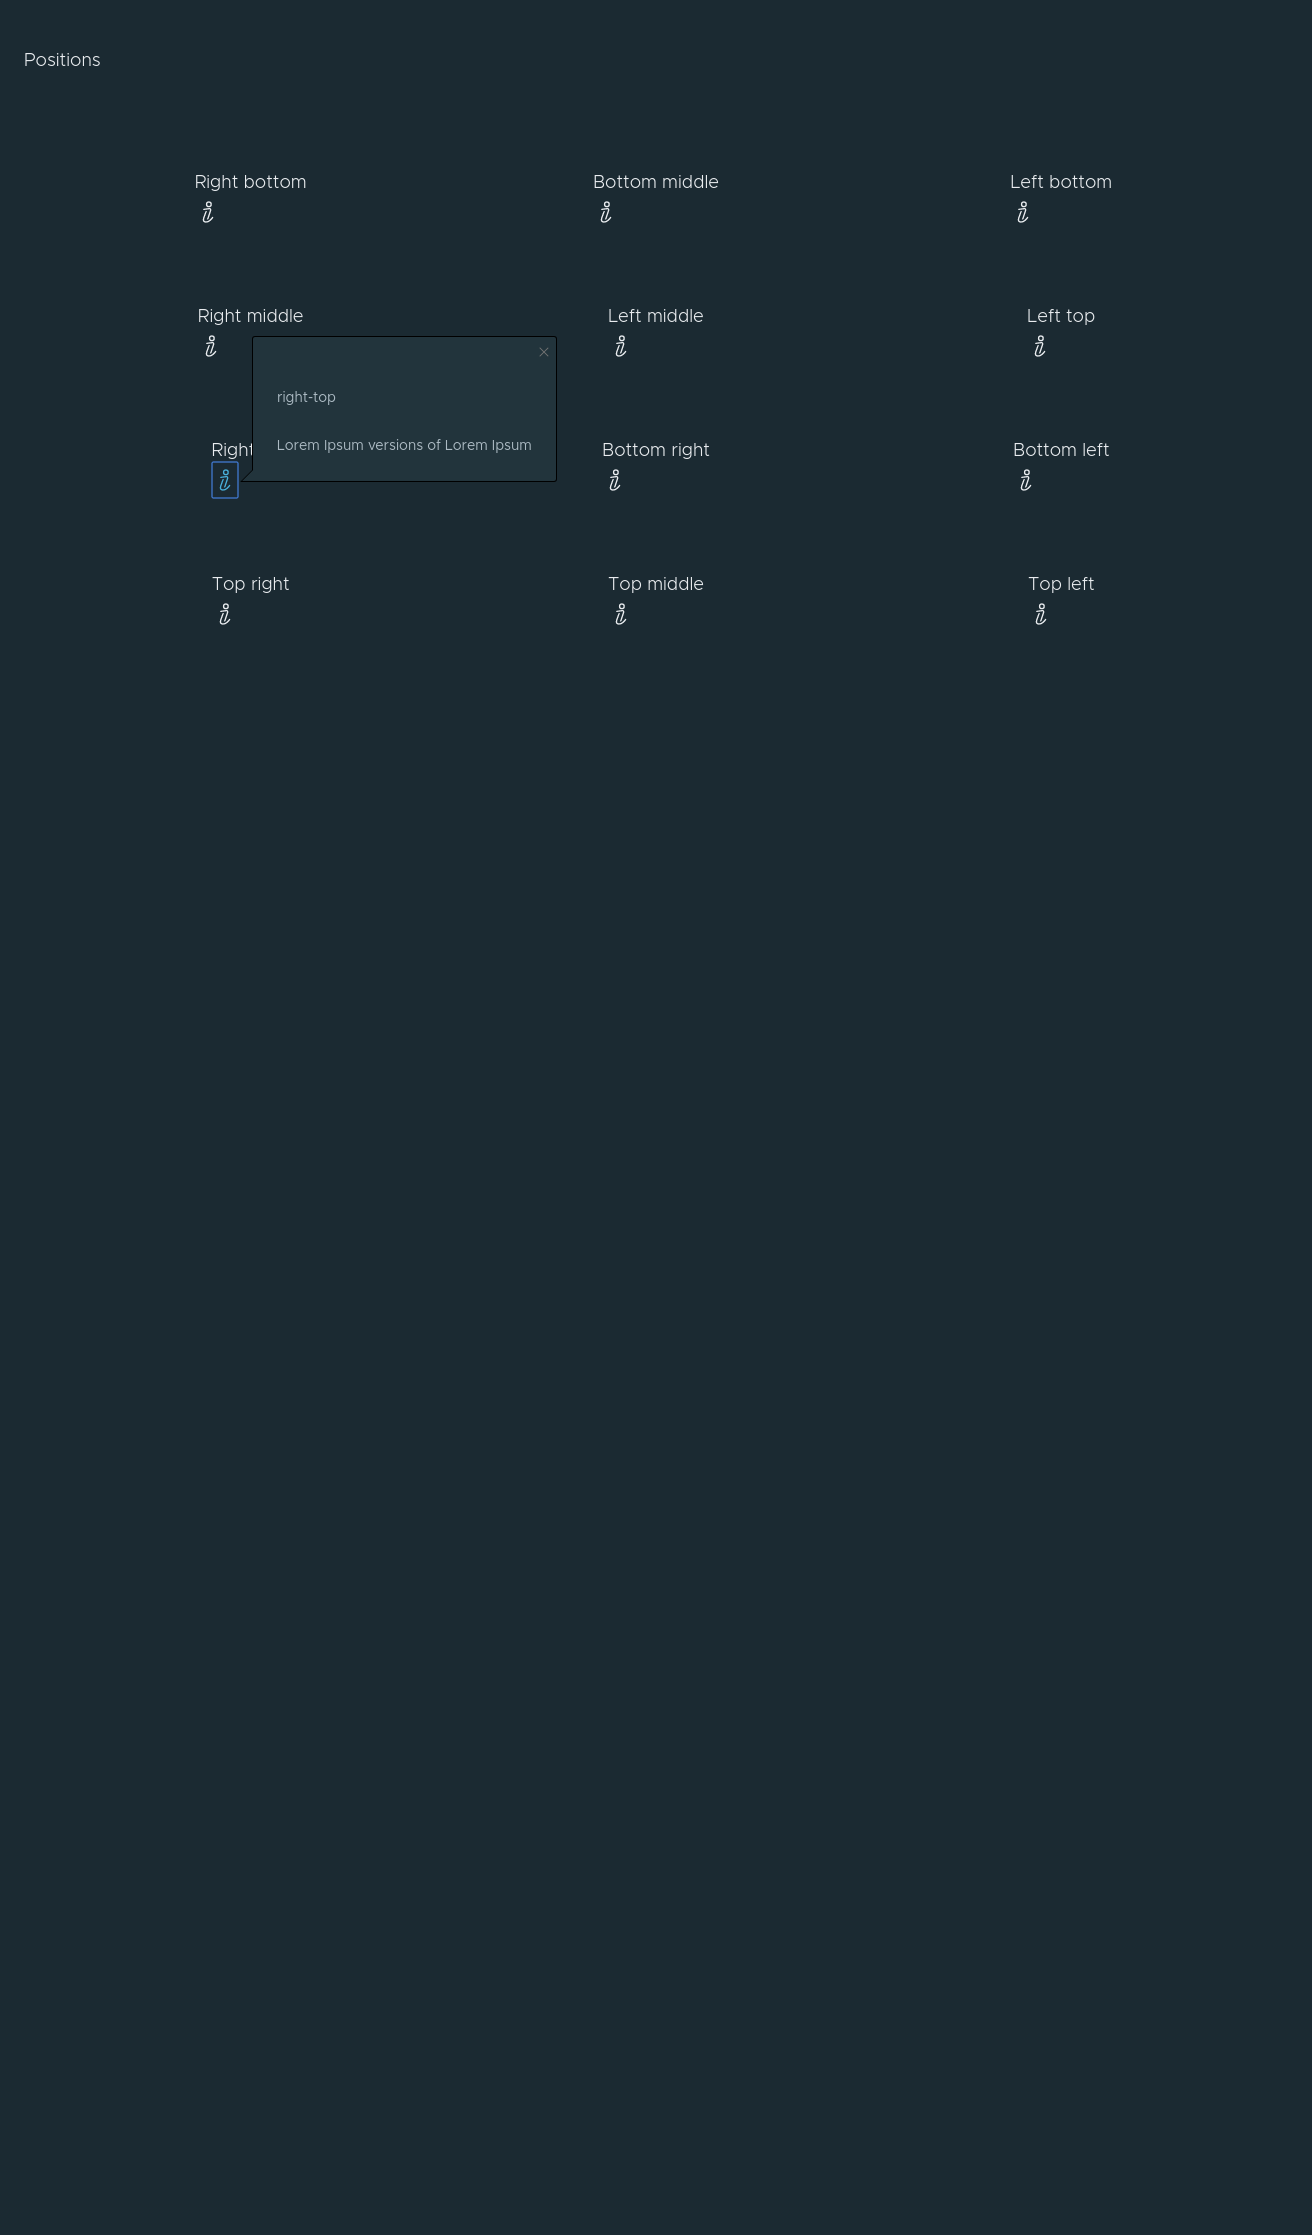 Positions
Right bottom
Bottom middle
Left bottom
Right middle
Left middle
Left top
right-top
Lorem Ipsum versions of Lorem Ipsum
Right
Bottom right
Bottom left
Top right
Top middle
Top left